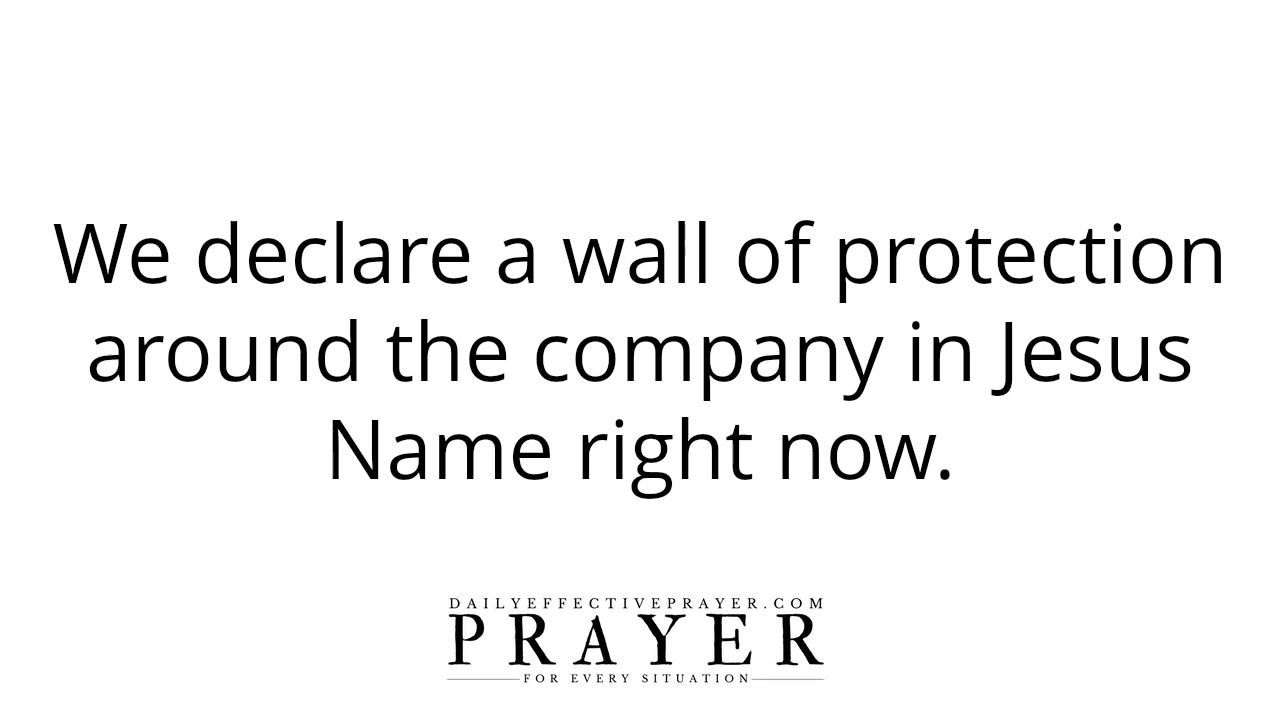 We declare a wall of protection
around the company in Jesus
Name right now.
DAILYEFFECTIVEPRAYER.COM
PRAYER
FOR EVERY SITUATION